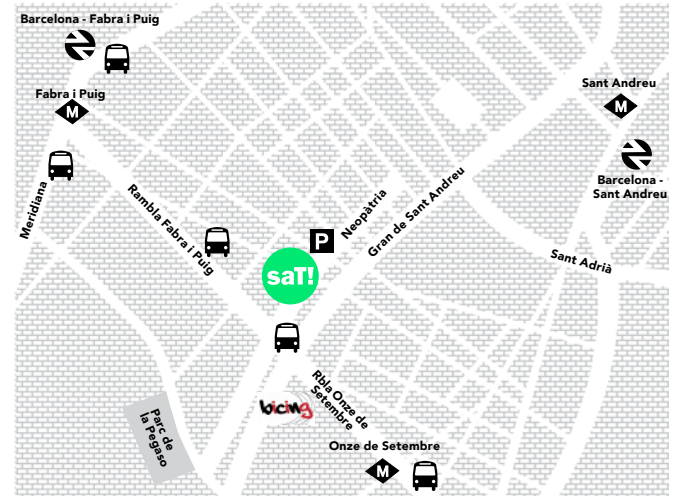 Barcelona - Fabra i Puig
Fabra i Puig
M
Sant Andreu
M
Barcelona -
Sant Andreu
Meridiana
Rambla Fabra i Puig
P
Neopàtria
Gran de Sant Andreu
Sant Adrià
saT!
Rbla Onze de
Setembre
bicing
Parc de
la Pegaso
Onze de Setembre
M